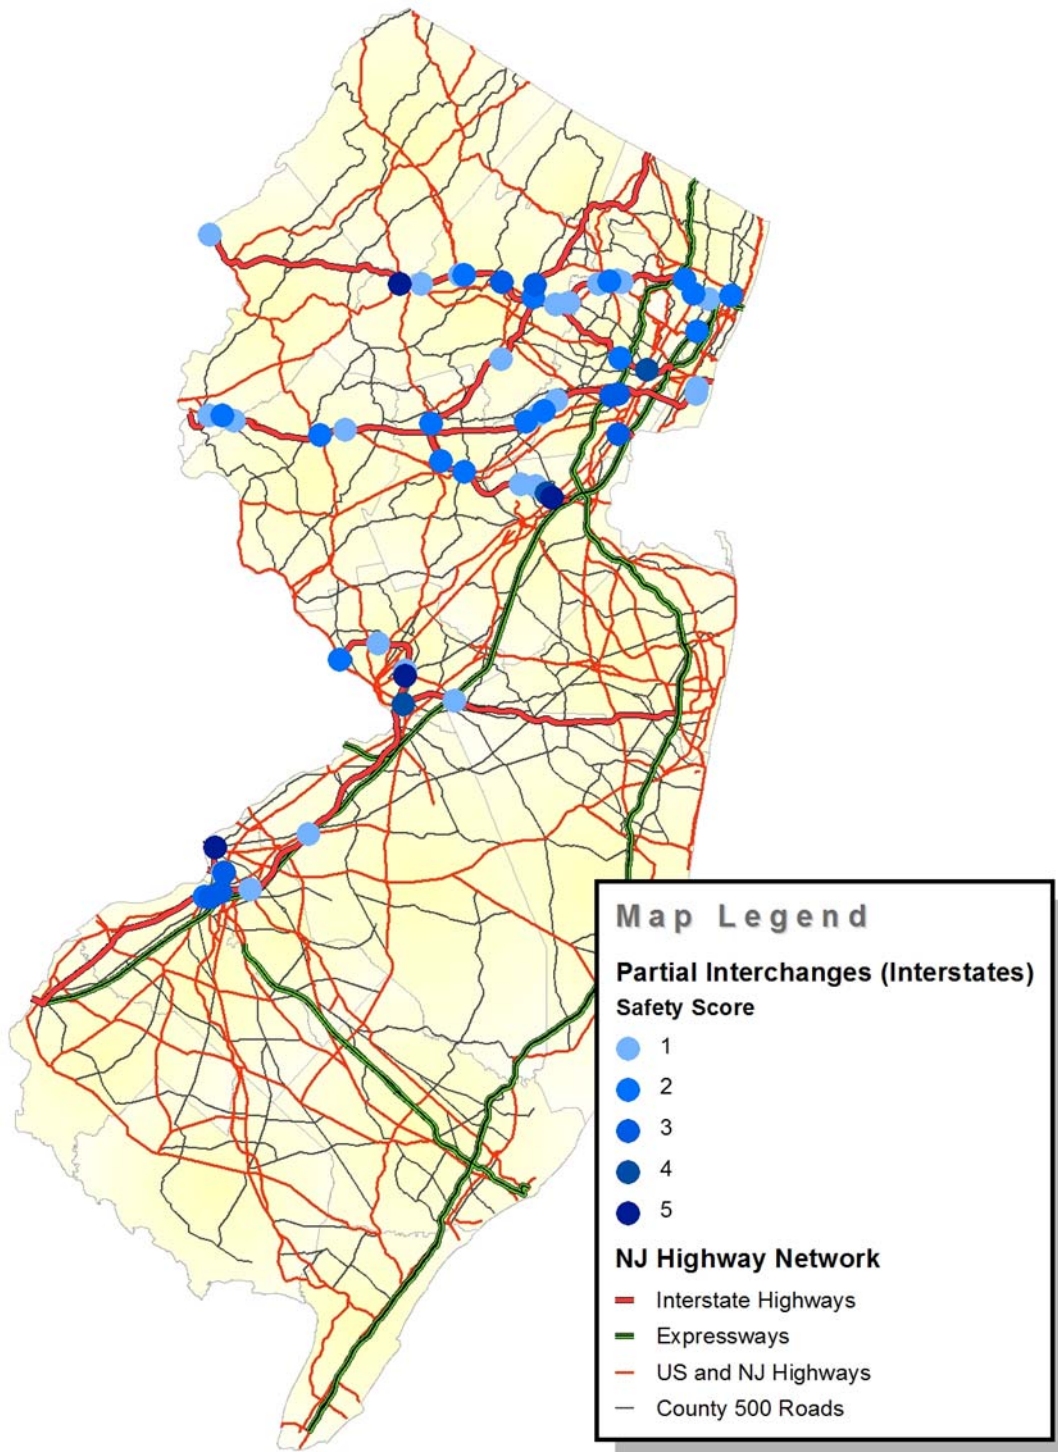 Map Legend
Partial Interchanges (Interstates)
Safety Score
1
2
3
4
5
NJ Highway Network
Interstate Highways
Expressways
US and NJ Highways
County 500 Roads